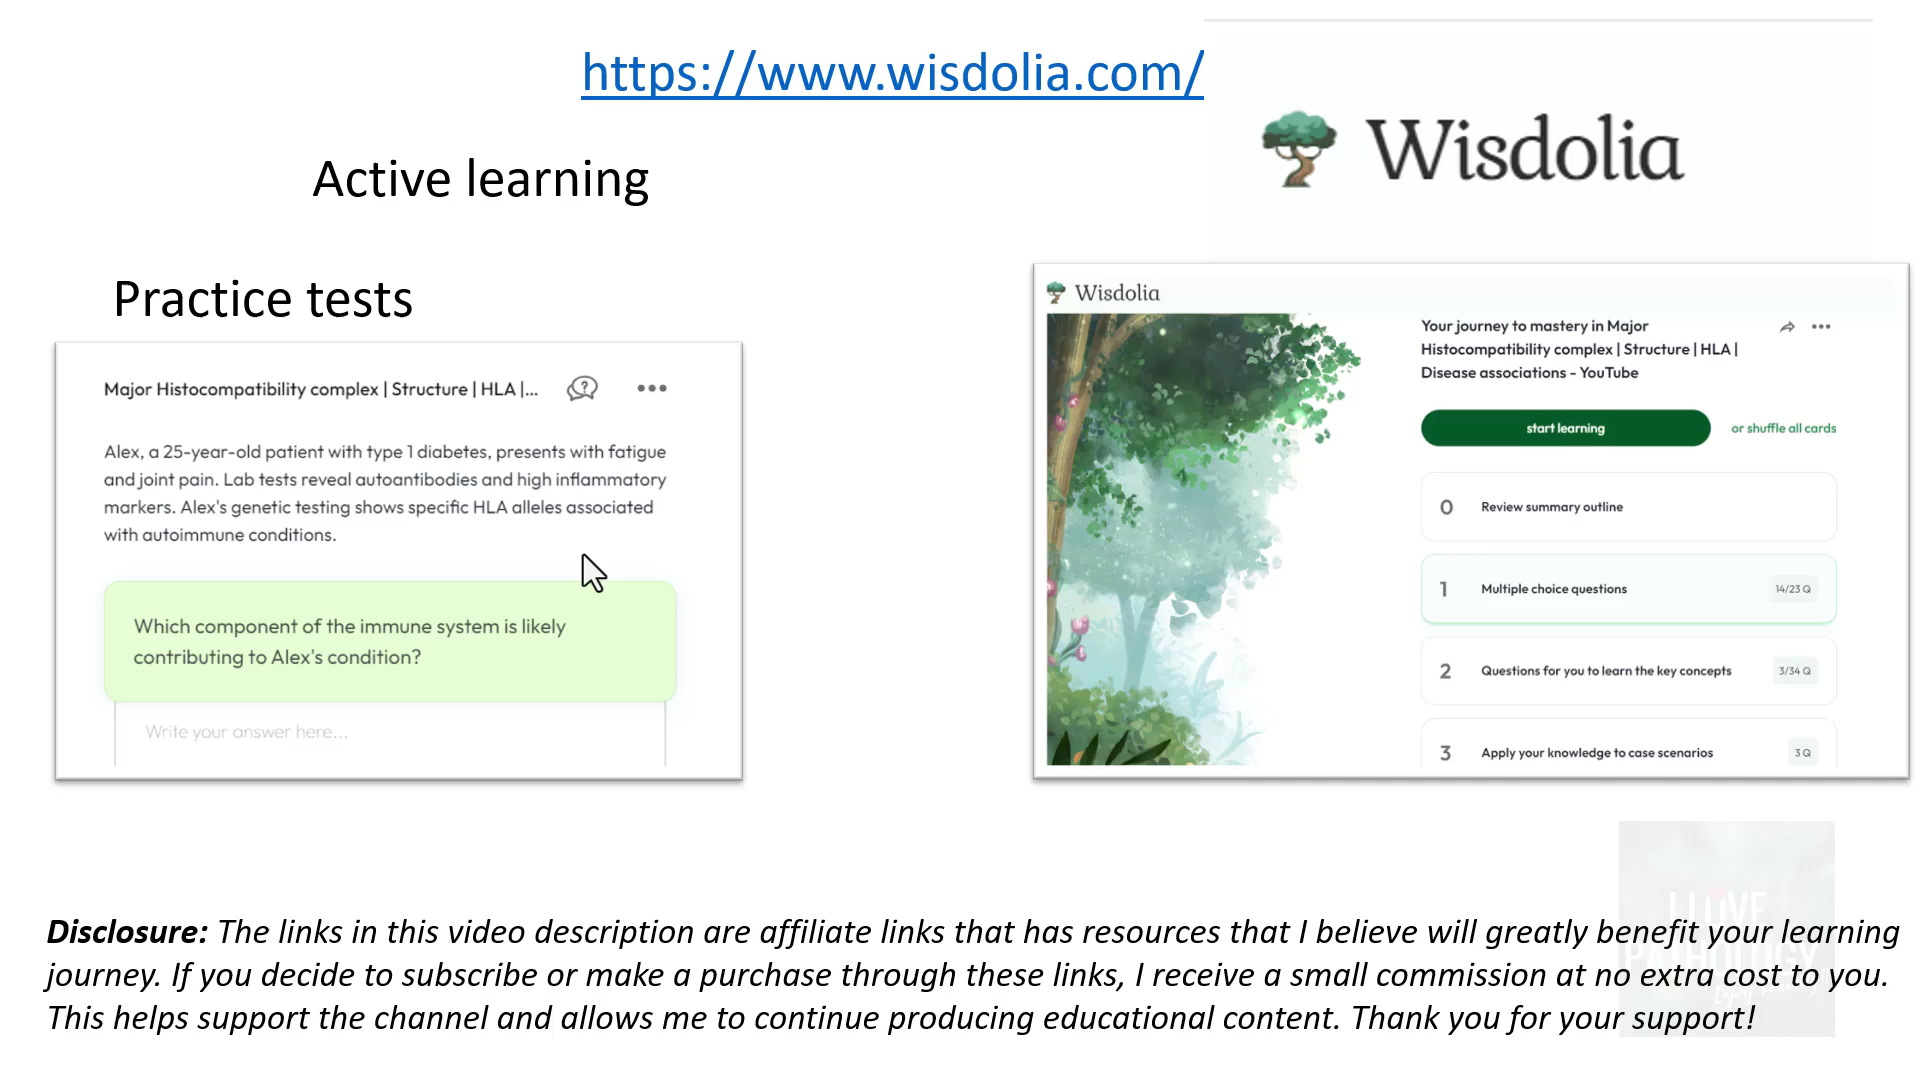 https://www.wisdolia.com/
Wisdolia
Active learning
Practice tests
Major Histocompatibility complex | Structure | HLA |...
Alex, a 25-year-old patient with type 1 diabetes, presents with fatigue
and joint pain. Lab tests reveal autoantibodies and high inflammatory
markers. Alex's genetic testing shows specific HLA alleles associated
with autoimmune conditions.
Which component of the immune system is likely
contributing to Alex's condition?
Write your answer here...
Wisdolia
Your journey to mastery in Major
Histocompatibility complex | Structure | HLA |
Disease associations - YouTube
start learning
or shuffle all cards
0 Review summary outline
1 Multiple choice questions 14/23 Q
2 Questions for you to learn the key concepts 3/34 Q
3 Apply your knowledge to case scenarios 3 Q
I LOVE
PATHOLOGY
Disclosure: The links in this video description are affiliate links that has resources that I believe will greatly benefit your learning
journey. If you decide to subscribe or make a purchase through these links, I receive a small commission at no extra cost to you.
This helps support the channel and allows me to continue producing educational content. Thank you for your support!